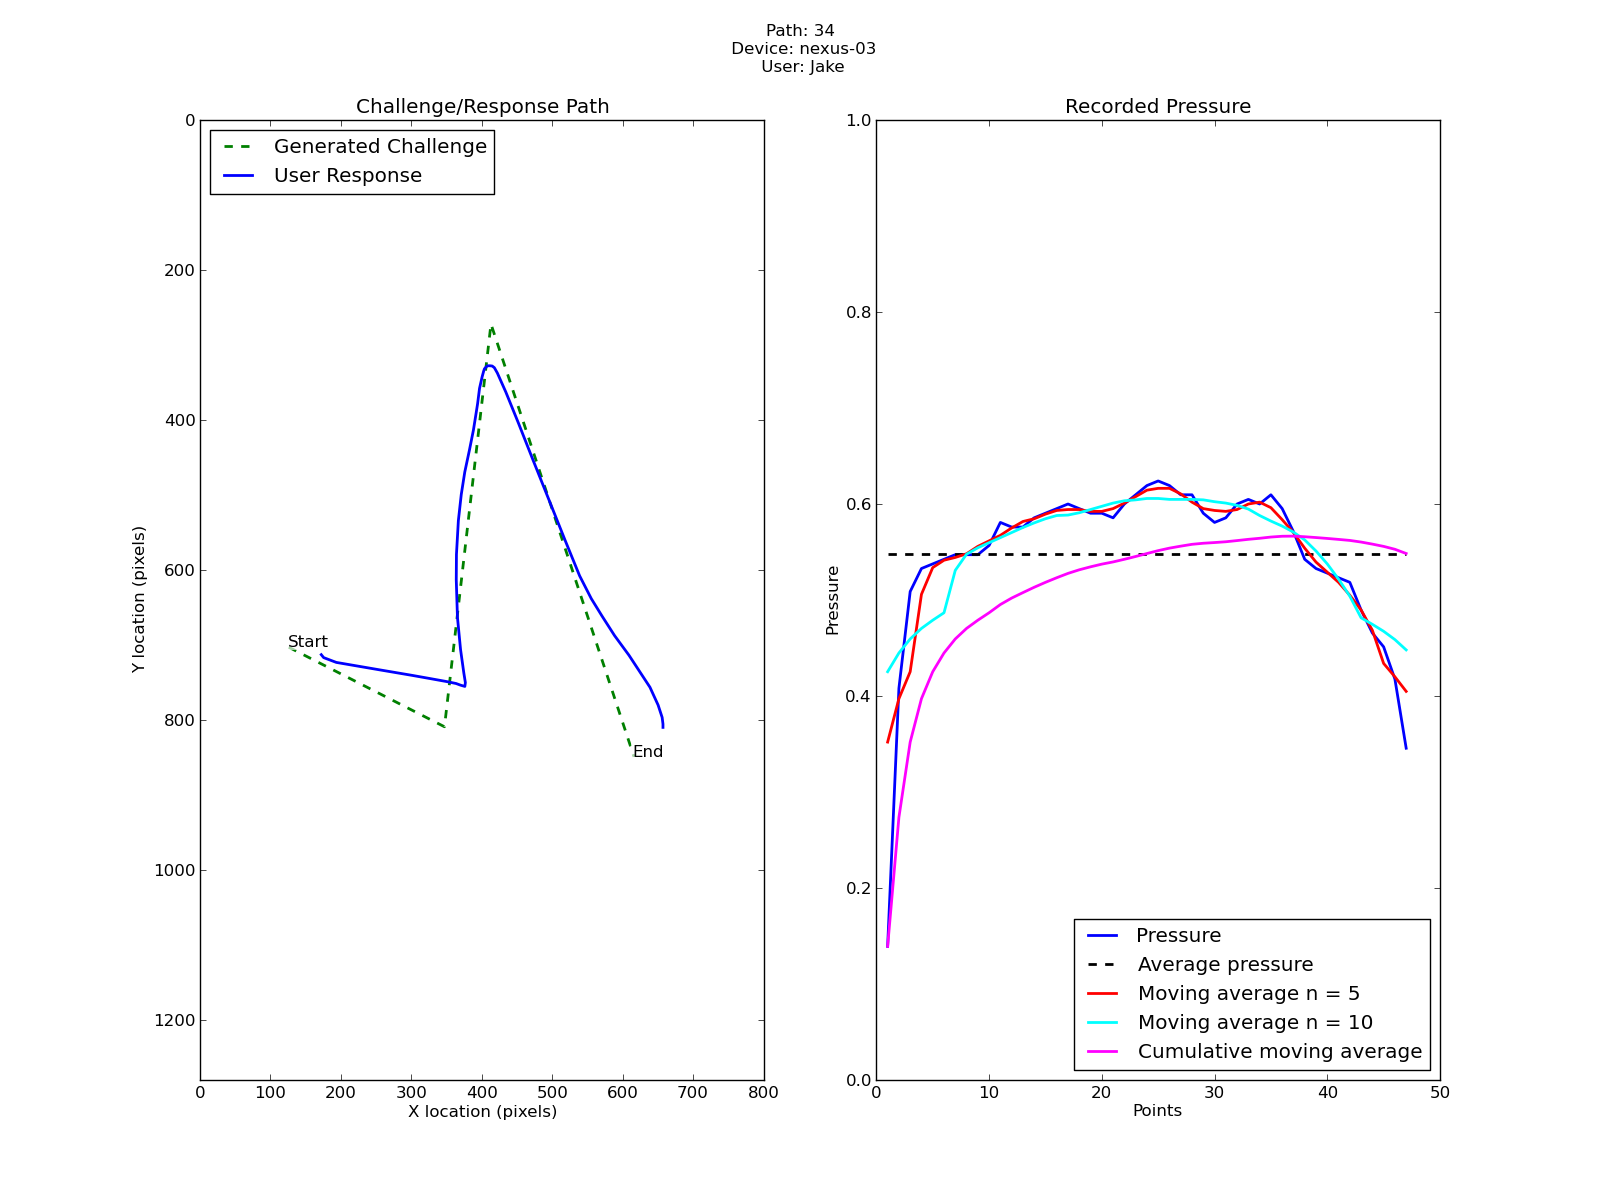 Path: 34
Device: nexus-03
User: Jake
Challenge/Response Path
Generated Challenge
User Response
0
200
400
600
800
1000
1200
Y location (pixels)
Start
End
0 100 200 300 400 500 600 700 800
X location (pixels)
Recorded Pressure
1.0
0.8
0.6
0.4
0.2
0.0
Pressure
Pressure
Average pressure
Moving average n = 5
Moving average n = 10
Cumulative moving average
0 10 20 30 40 50
Points